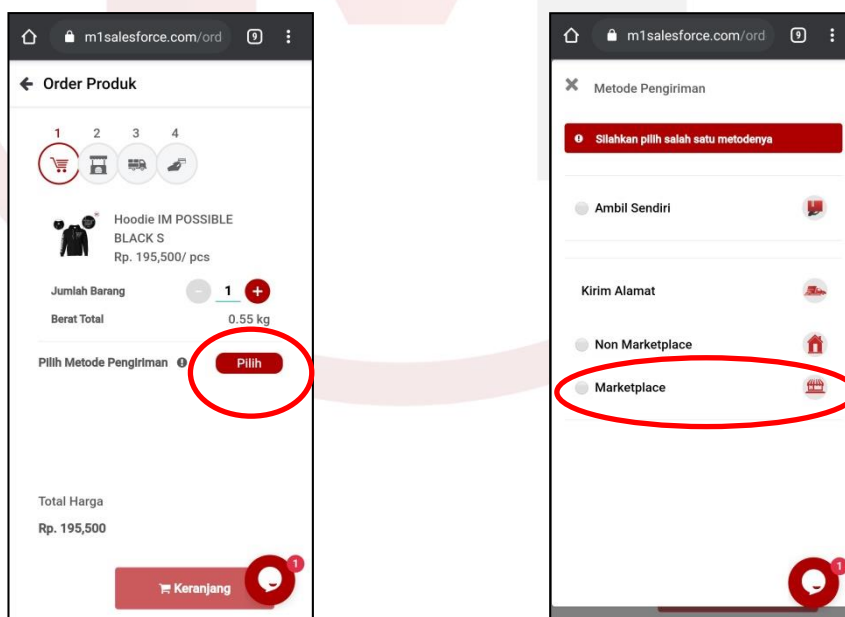 m1salesforce.com/ord 9
Order Produk
1 2 3 4
Hoodie IM POSSIBLE
BLACK S
Rp. 195,500/ pcs
Jumlah Barang - 1 +
Berat Total 0.55 kg
Pilih Metode Pengiriman Pilih
Total Harga
Rp. 195,500
1
Keranjang
m1salesforce.com/ord 9
Metode Pengiriman
Silahkan pilih salah satu metodenya
Ambil Sendiri
Kirim Alamat
Non Marketplace
Marketplace
1